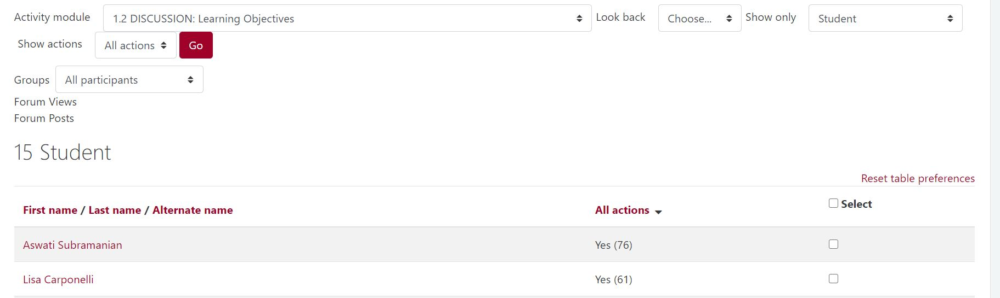 Activity module 1.2 DISCUSSION: Learning Objectives Look back Choose... Show only Student
Show actions All actions Go
Groups All participants
Forum Views
Forum Posts
15 Student
Reset table preferences
First name / Last name / Alternate name All actions Select
Aswati Subramanian Yes (76)
Lisa Carponelli Yes (61)